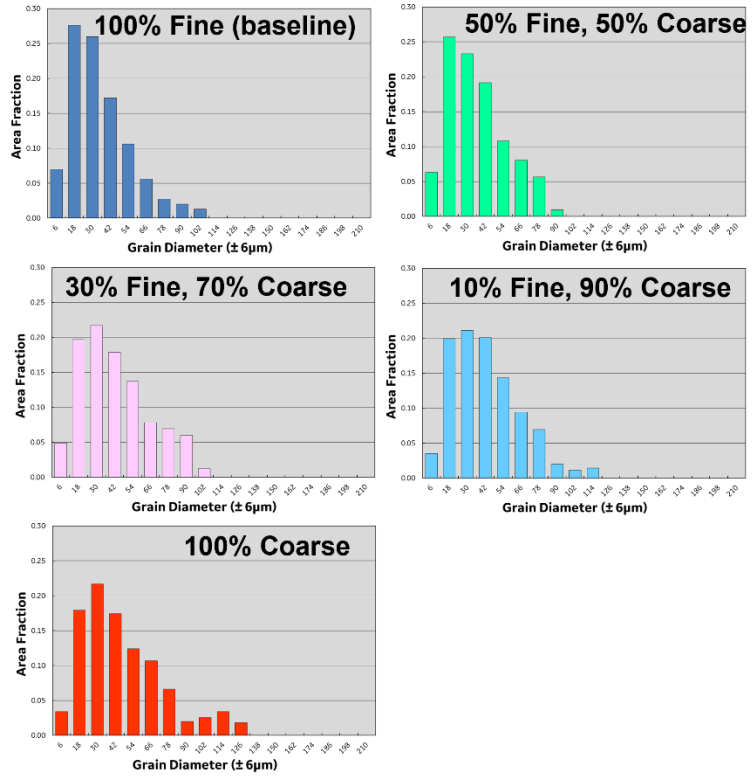 100% Fine (baseline)
Area Fraction
0.30
0.25
0.20
0.15
0.10
0.05
0.00
6 18 30 42 54 66 78 90 102 114 126 138 150 162 174 186 198 210
Grain Diameter (± 6μm)
50% Fine, 50% Coarse
Area Fraction
0.30
0.25
0.20
0.15
0.10
0.05
0.00
6 18 30 42 54 66 78 90 102 114 126 138 150 162 174 186 198 210
Grain Diameter (± 6μm)
30% Fine, 70% Coarse
Area Fraction
0.30
0.25
0.20
0.15
0.10
0.05
0.00
6 18 30 42 54 66 78 90 102 114 126 138 150 162 174 186 198 210
Grain Diameter (± 6μm)
10% Fine, 90% Coarse
Area Fraction
0.30
0.25
0.20
0.15
0.10
0.05
0.00
6 18 30 42 54 66 78 90 102 114 126 138 150 162 174 186 198 210
Grain Diameter (± 6μm)
100% Coarse
Area Fraction
0.30
0.25
0.20
0.15
0.10
0.05
0.00
6 18 30 42 54 66 78 90 102 114 126 138 150 162 174 186 198 210
Grain Diameter (± 6μm)